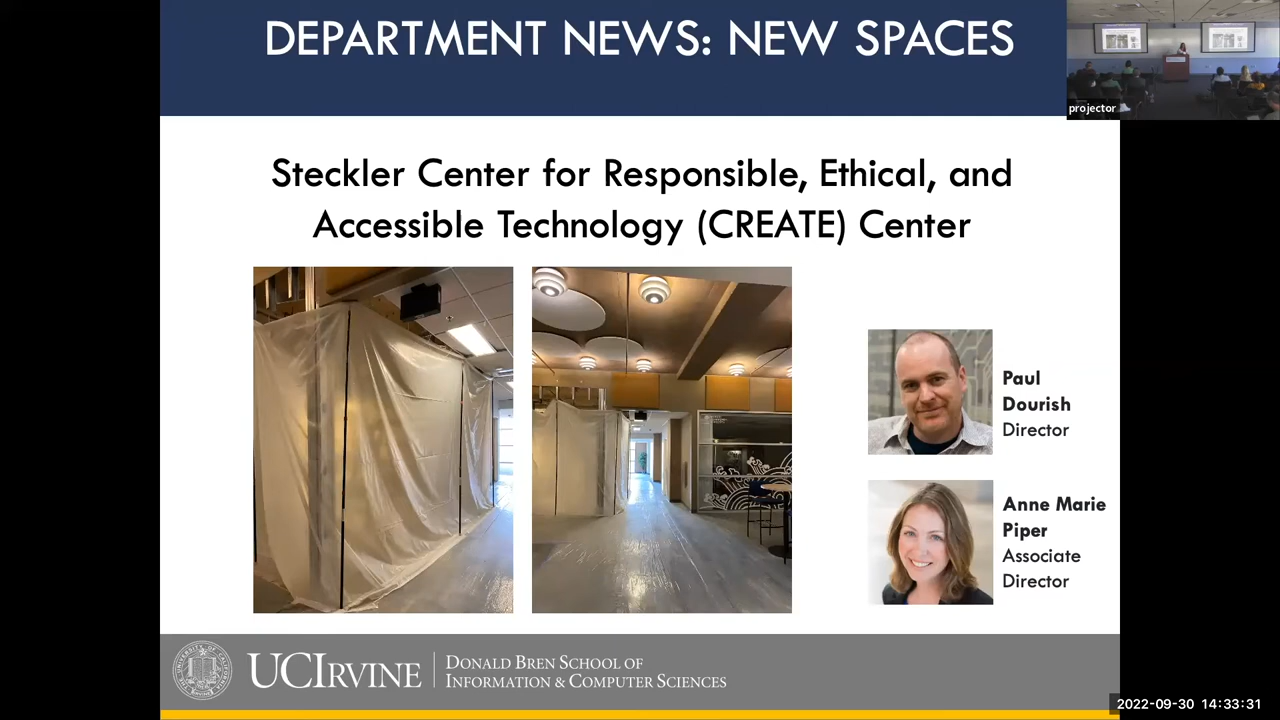 DEPARTMENT NEWS: NEW SPACES
projector
Steckler Center for Responsible, Ethical, and
Accessible Technology (CREATE) Center
Paul
Dourish
Director
Anne Marie
Piper
Associate
Director
UCIRVINE
DONALD BREN SCHOOL OF
INFORMATION & COMPUTER SCIENCES
2022-09-30 14:33:31